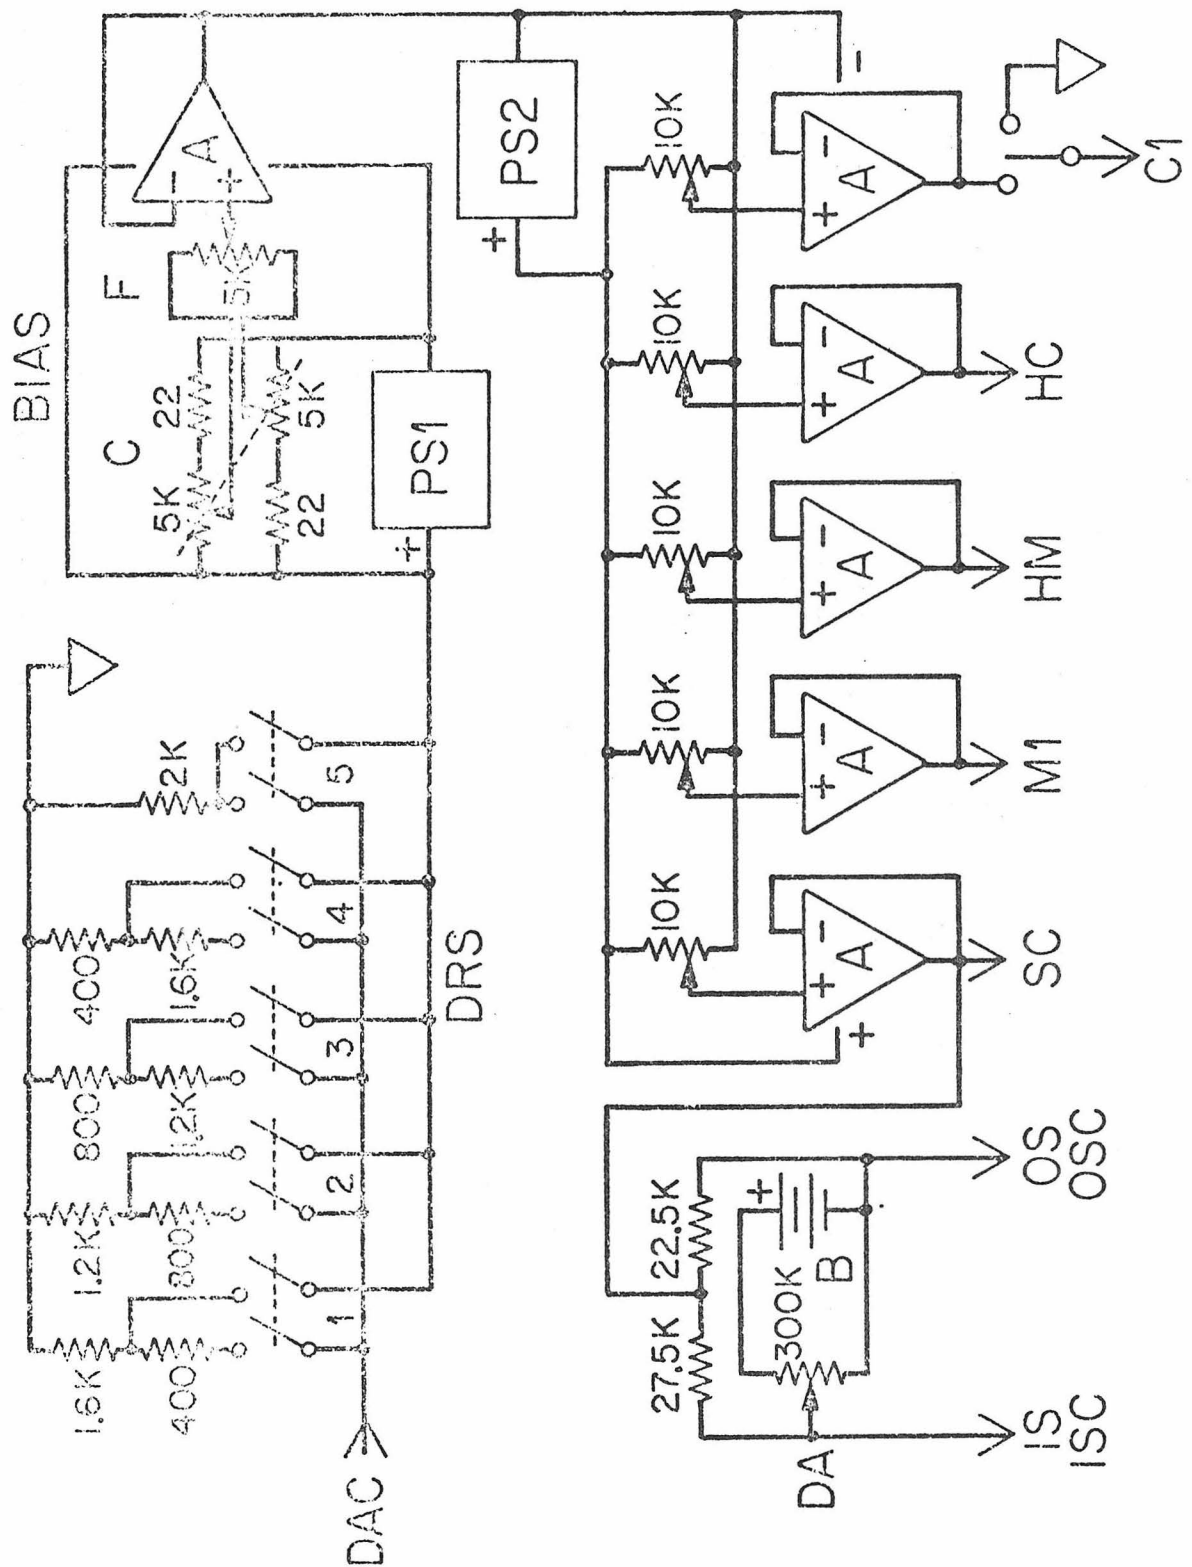 BIAS
1.6K
1.2K
800
400
C
F
400
800
1.2K
1.6K
2K
5K
22
5K
−
+
A
22
5K
1
2
3
4
5
DAC
+
PS1
DRS
+
PS2
10K
10K
10K
10K
10K
27.5K
22.5K
300K
+
B
DA
+
+
−
A
+
−
A
+
−
A
+
−
A
+
−
A
−
IS
ISC
OS
OSC
SC
M1
HM
HC
C1